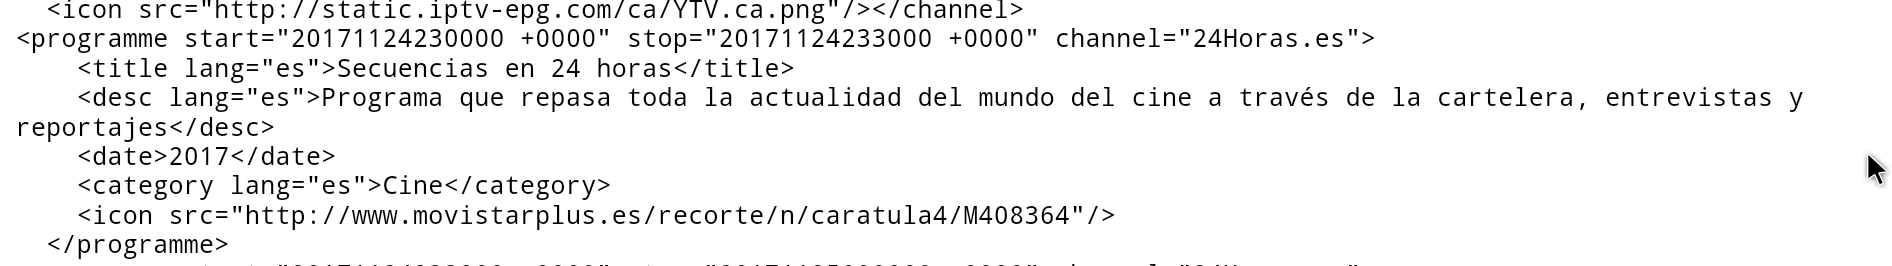 <icon src="http://static.iptv-epg.com/ca/YTV.ca.png"/></channel>
<programme start="20171124230000 +0000" stop="20171124233000 +0000" channel="24Horas.es">
<title lang="es">Secuencias en 24 horas</title>
<desc lang="es">Programa que repasa toda la actualidad del mundo del cine a través de la cartelera, entrevistas y
reportajes</desc>
<date>2017</date>
<category lang="es">Cine</category>
<icon src="http://www.movistarplus.es/recorte/n/caratula4/M408364"/>
</programme>